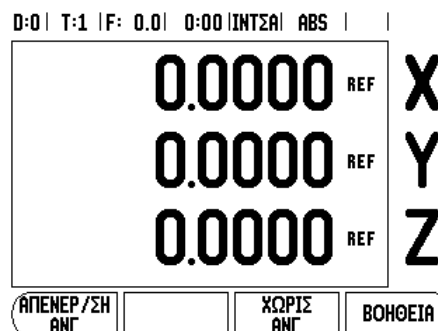 D:0 | T:1 | F: 0.0 | 0:00 | ΙΝΤΣΑ | ABS | |
0.0000 REF X
0.0000 REF Y
0.0000 REF Z
ΑΠΕΝΕΡ/ΣΗ ΑΝΓ
ΧΩΡΙΣ ΑΝΓ
ΒΟΗΘΕΙΑ